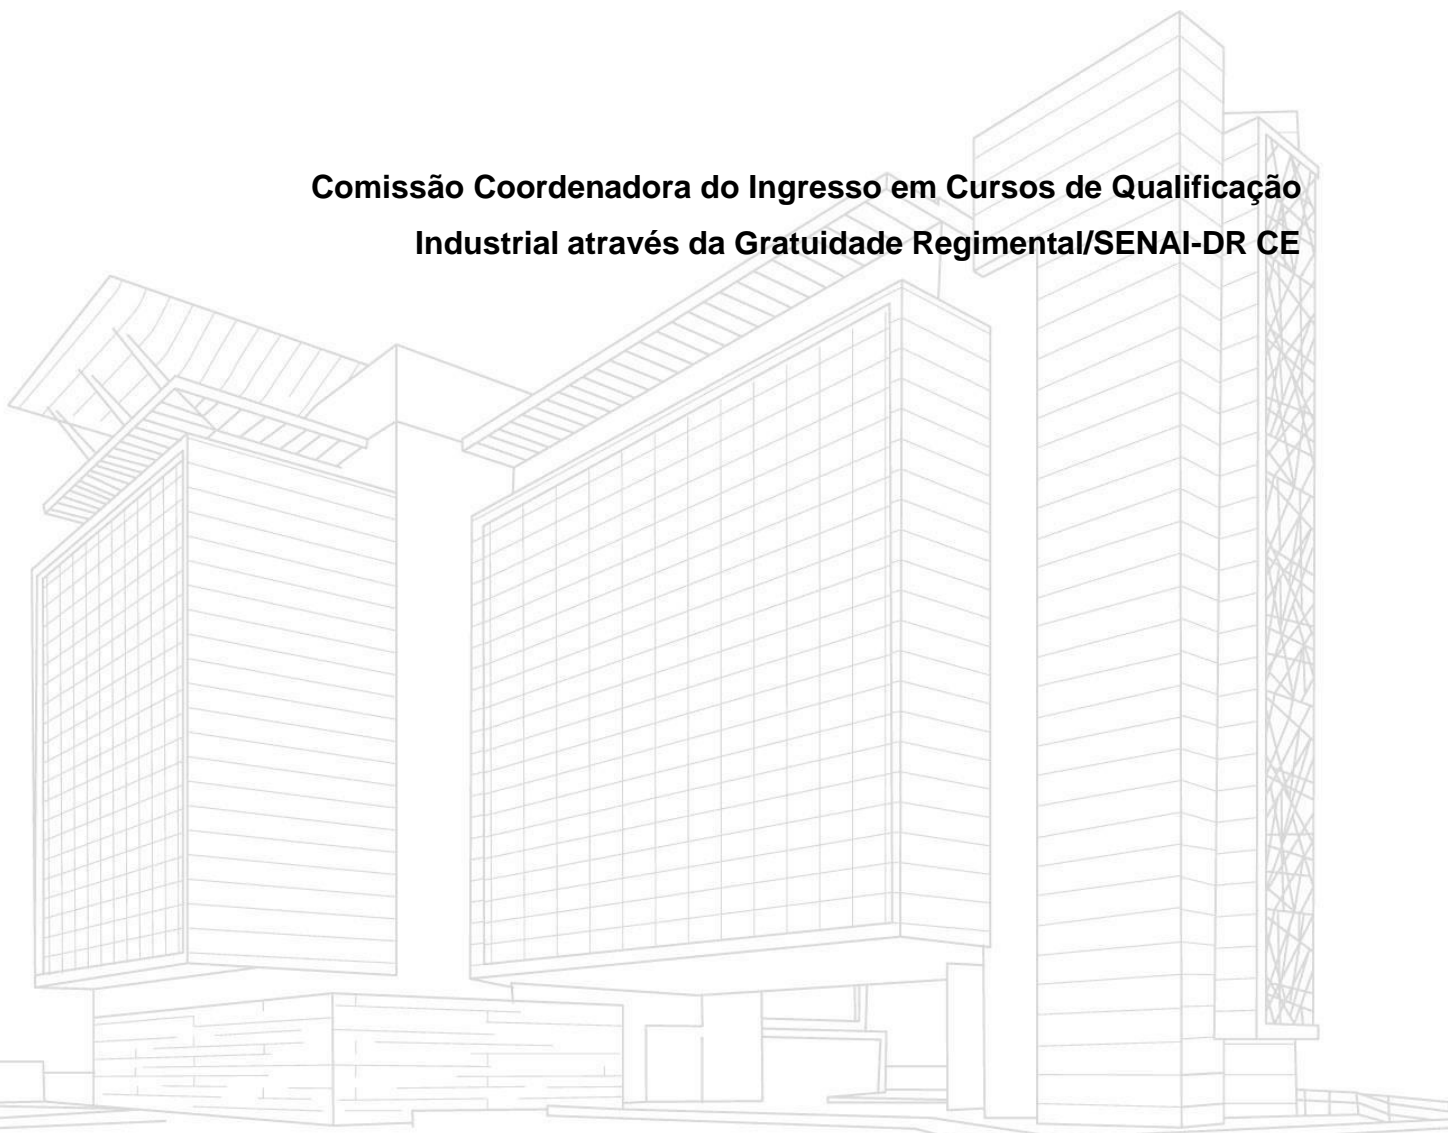 Comissão Coordenadora do Ingresso em Cursos de Qualificação
Industrial através da Gratuidade Regimental/SENAI-DR CE